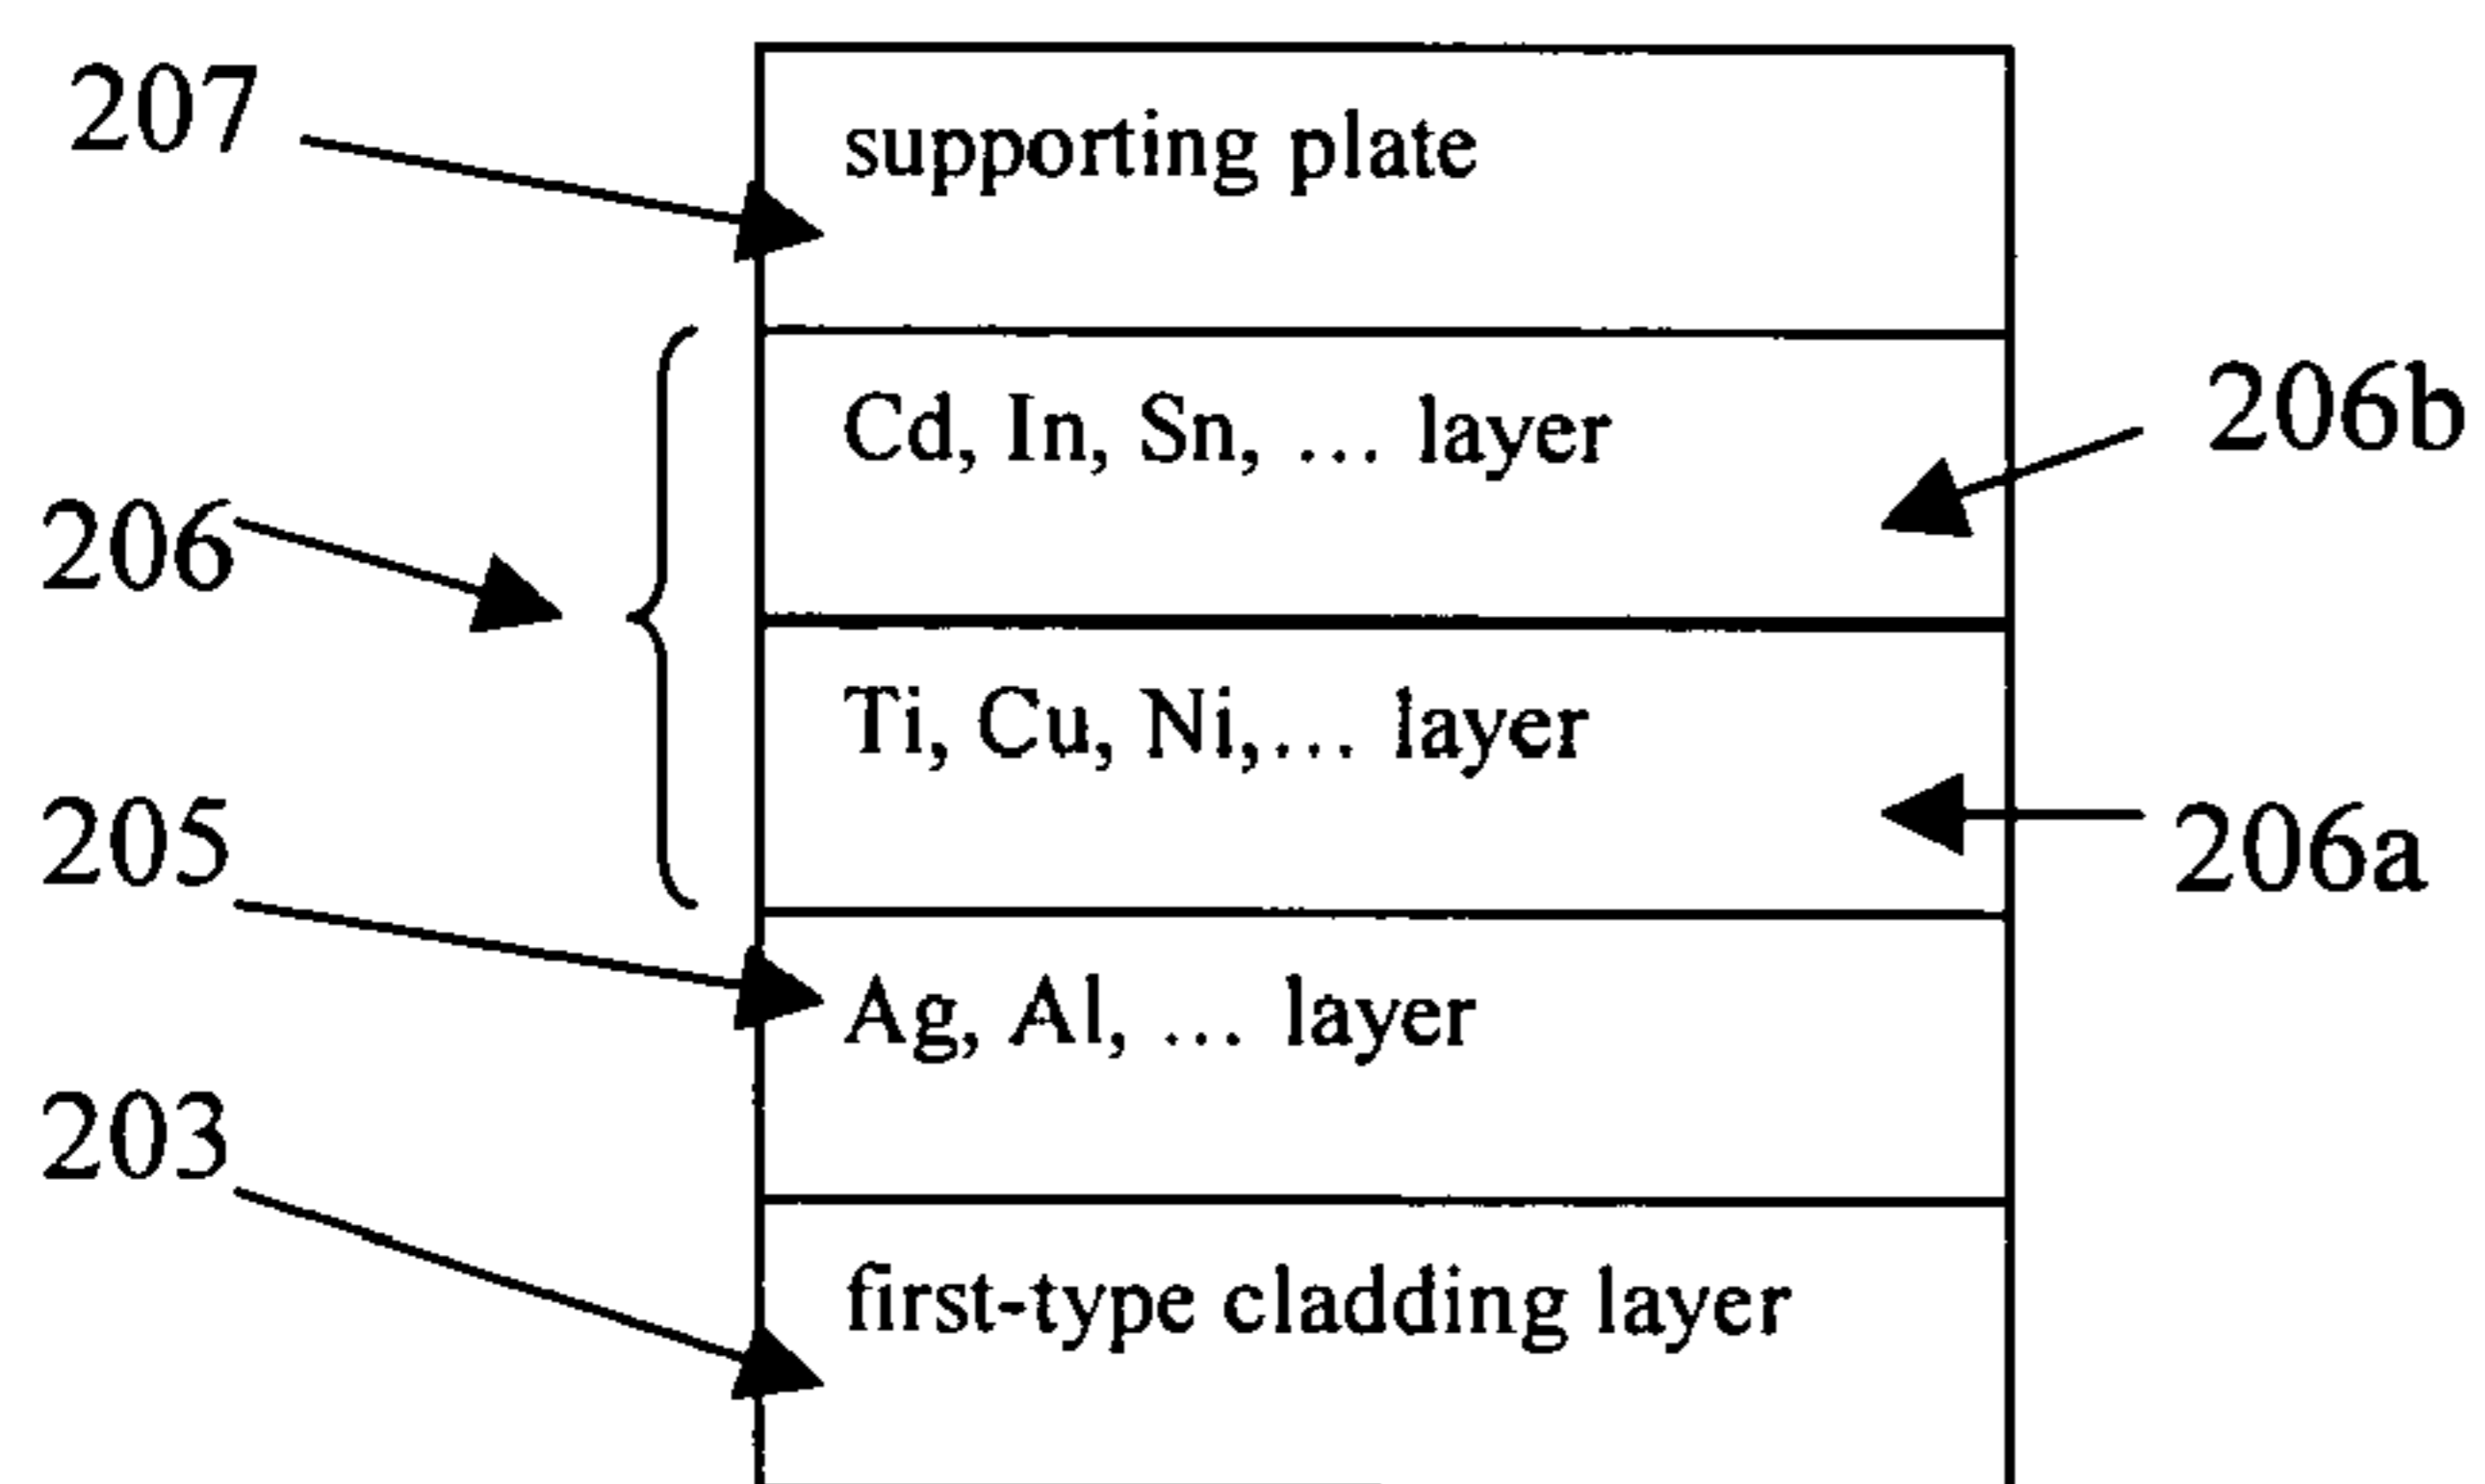 207
supporting plate
Cd, In, Sn, ... layer
206b
206
Ti, Cu, Ni,... layer
206a
205
Ag, Al, ... layer
203
first-type cladding layer